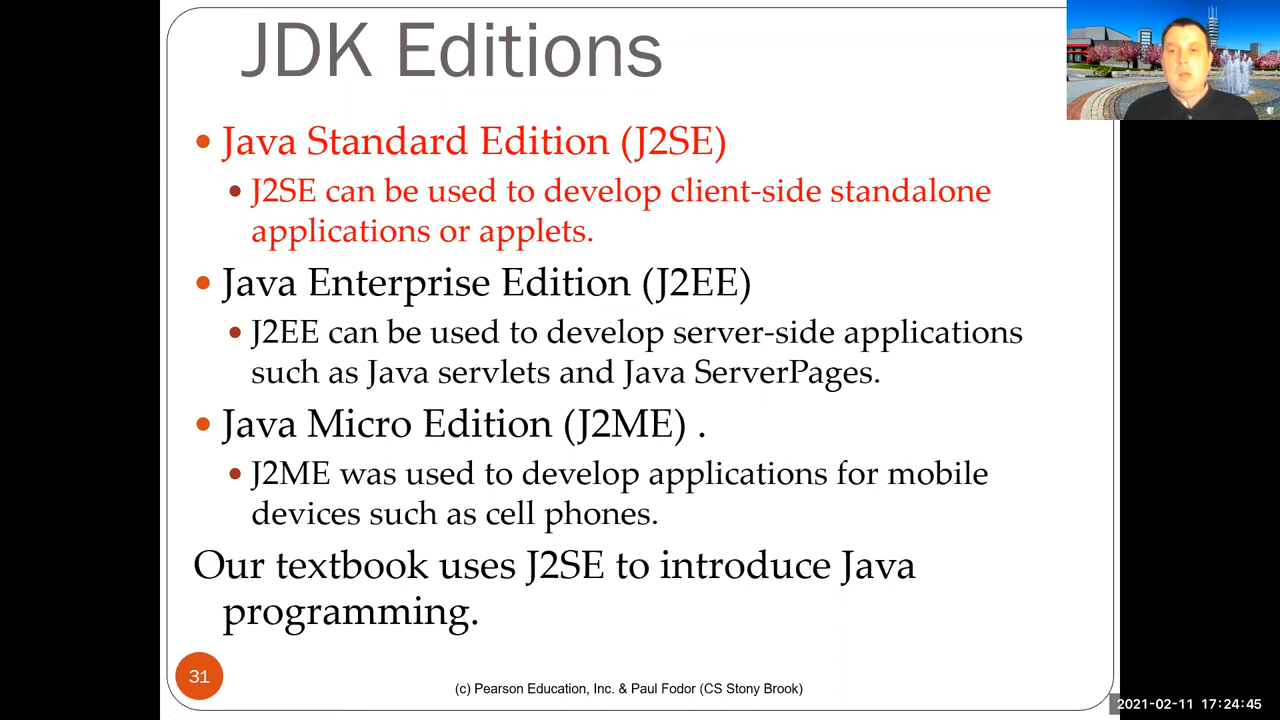 JDK Editions
• Java Standard Edition (J2SE)
• J2SE can be used to develop client-side standalone
applications or applets.
• Java Enterprise Edition (J2EE)
• J2EE can be used to develop server-side applications
such as Java servlets and Java ServerPages.
• Java Micro Edition (J2ME) .
• J2ME was used to develop applications for mobile
devices such as cell phones.
Our textbook uses J2SE to introduce Java
programming.
31
(c) Pearson Education, Inc. & Paul Fodor (CS Stony Brook)
2021-02-11 17:24:45